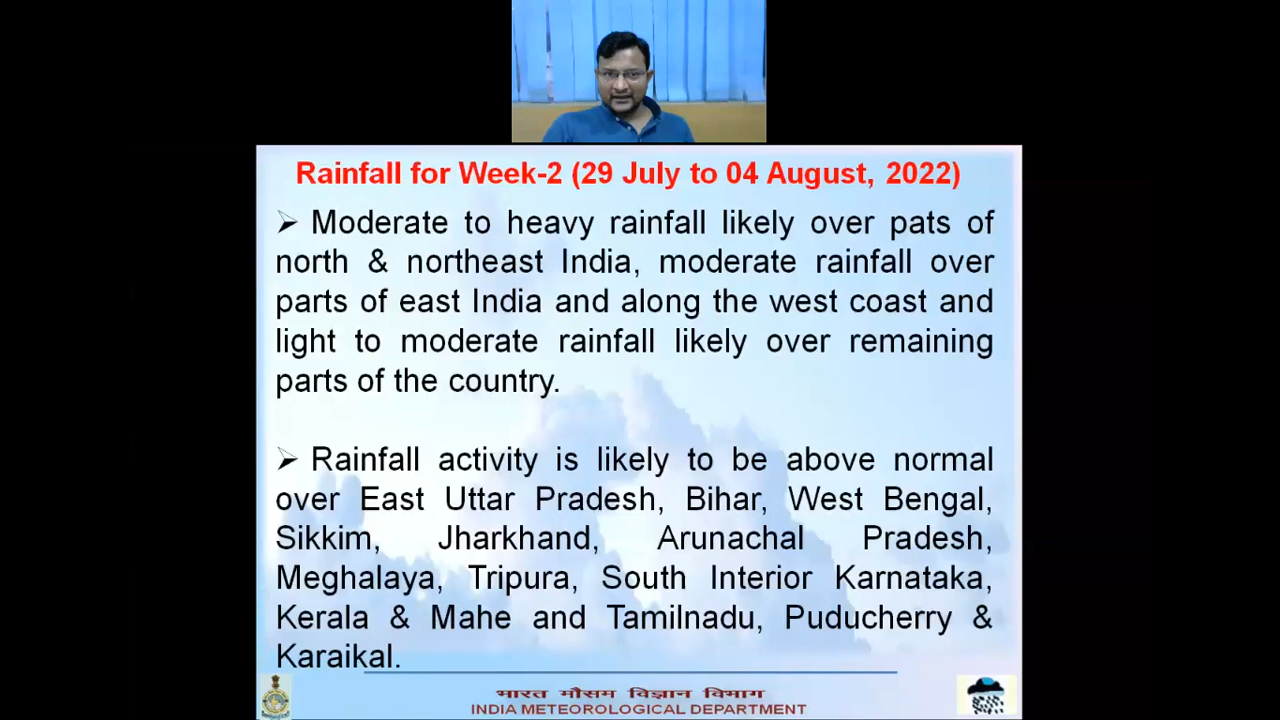 Rainfall for Week-2 (29 July to 04 August, 2022)
➢ Moderate to heavy rainfall likely over pats of
north & northeast India, moderate rainfall over
parts of east India and along the west coast and
light to moderate rainfall likely over remaining
parts of the country.
➢ Rainfall activity is likely to be above normal
over East Uttar Pradesh, Bihar, West Bengal,
Sikkim, Jharkhand, Arunachal Pradesh,
Meghalaya, Tripura, South Interior Karnataka,
Kerala & Mahe and Tamilnadu, Puducherry &
Karaikal.
भारत मौसम विज्ञान विभाग
INDIA METEOROLOGICAL DEPARTMENT